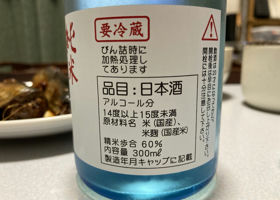 純米
要冷蔵
びん詰時に
加熱処理し
てあります
品目:日本酒
アルコール分
14度以上15度未満
原材料名 米(国産)、
米麹(国産米)
精米歩合 60%
内容量 300ml
製造年月キャップに記載